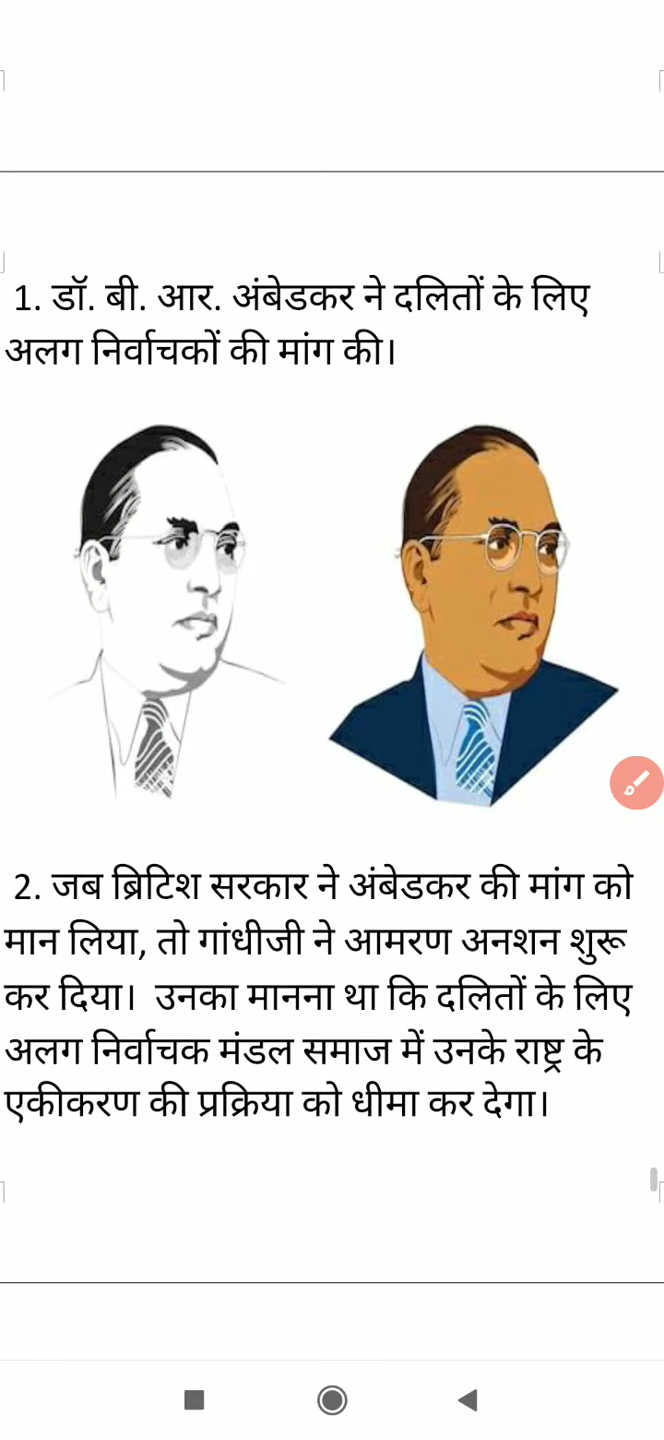 1. डॉ. बी. आर. अंबेडकर ने दलितों के लिए
अलग निर्वाचकों की मांग की।
2. जब ब्रिटिश सरकार ने अंबेडकर की मांग को
मान लिया, तो गांधीजी ने आमरण अनशन शुरू
कर दिया। उनका मानना था कि दलितों के लिए
अलग निर्वाचक मंडल समाज में उनके राष्ट्र के
एकीकरण की प्रक्रिया को धीमा कर देगा।